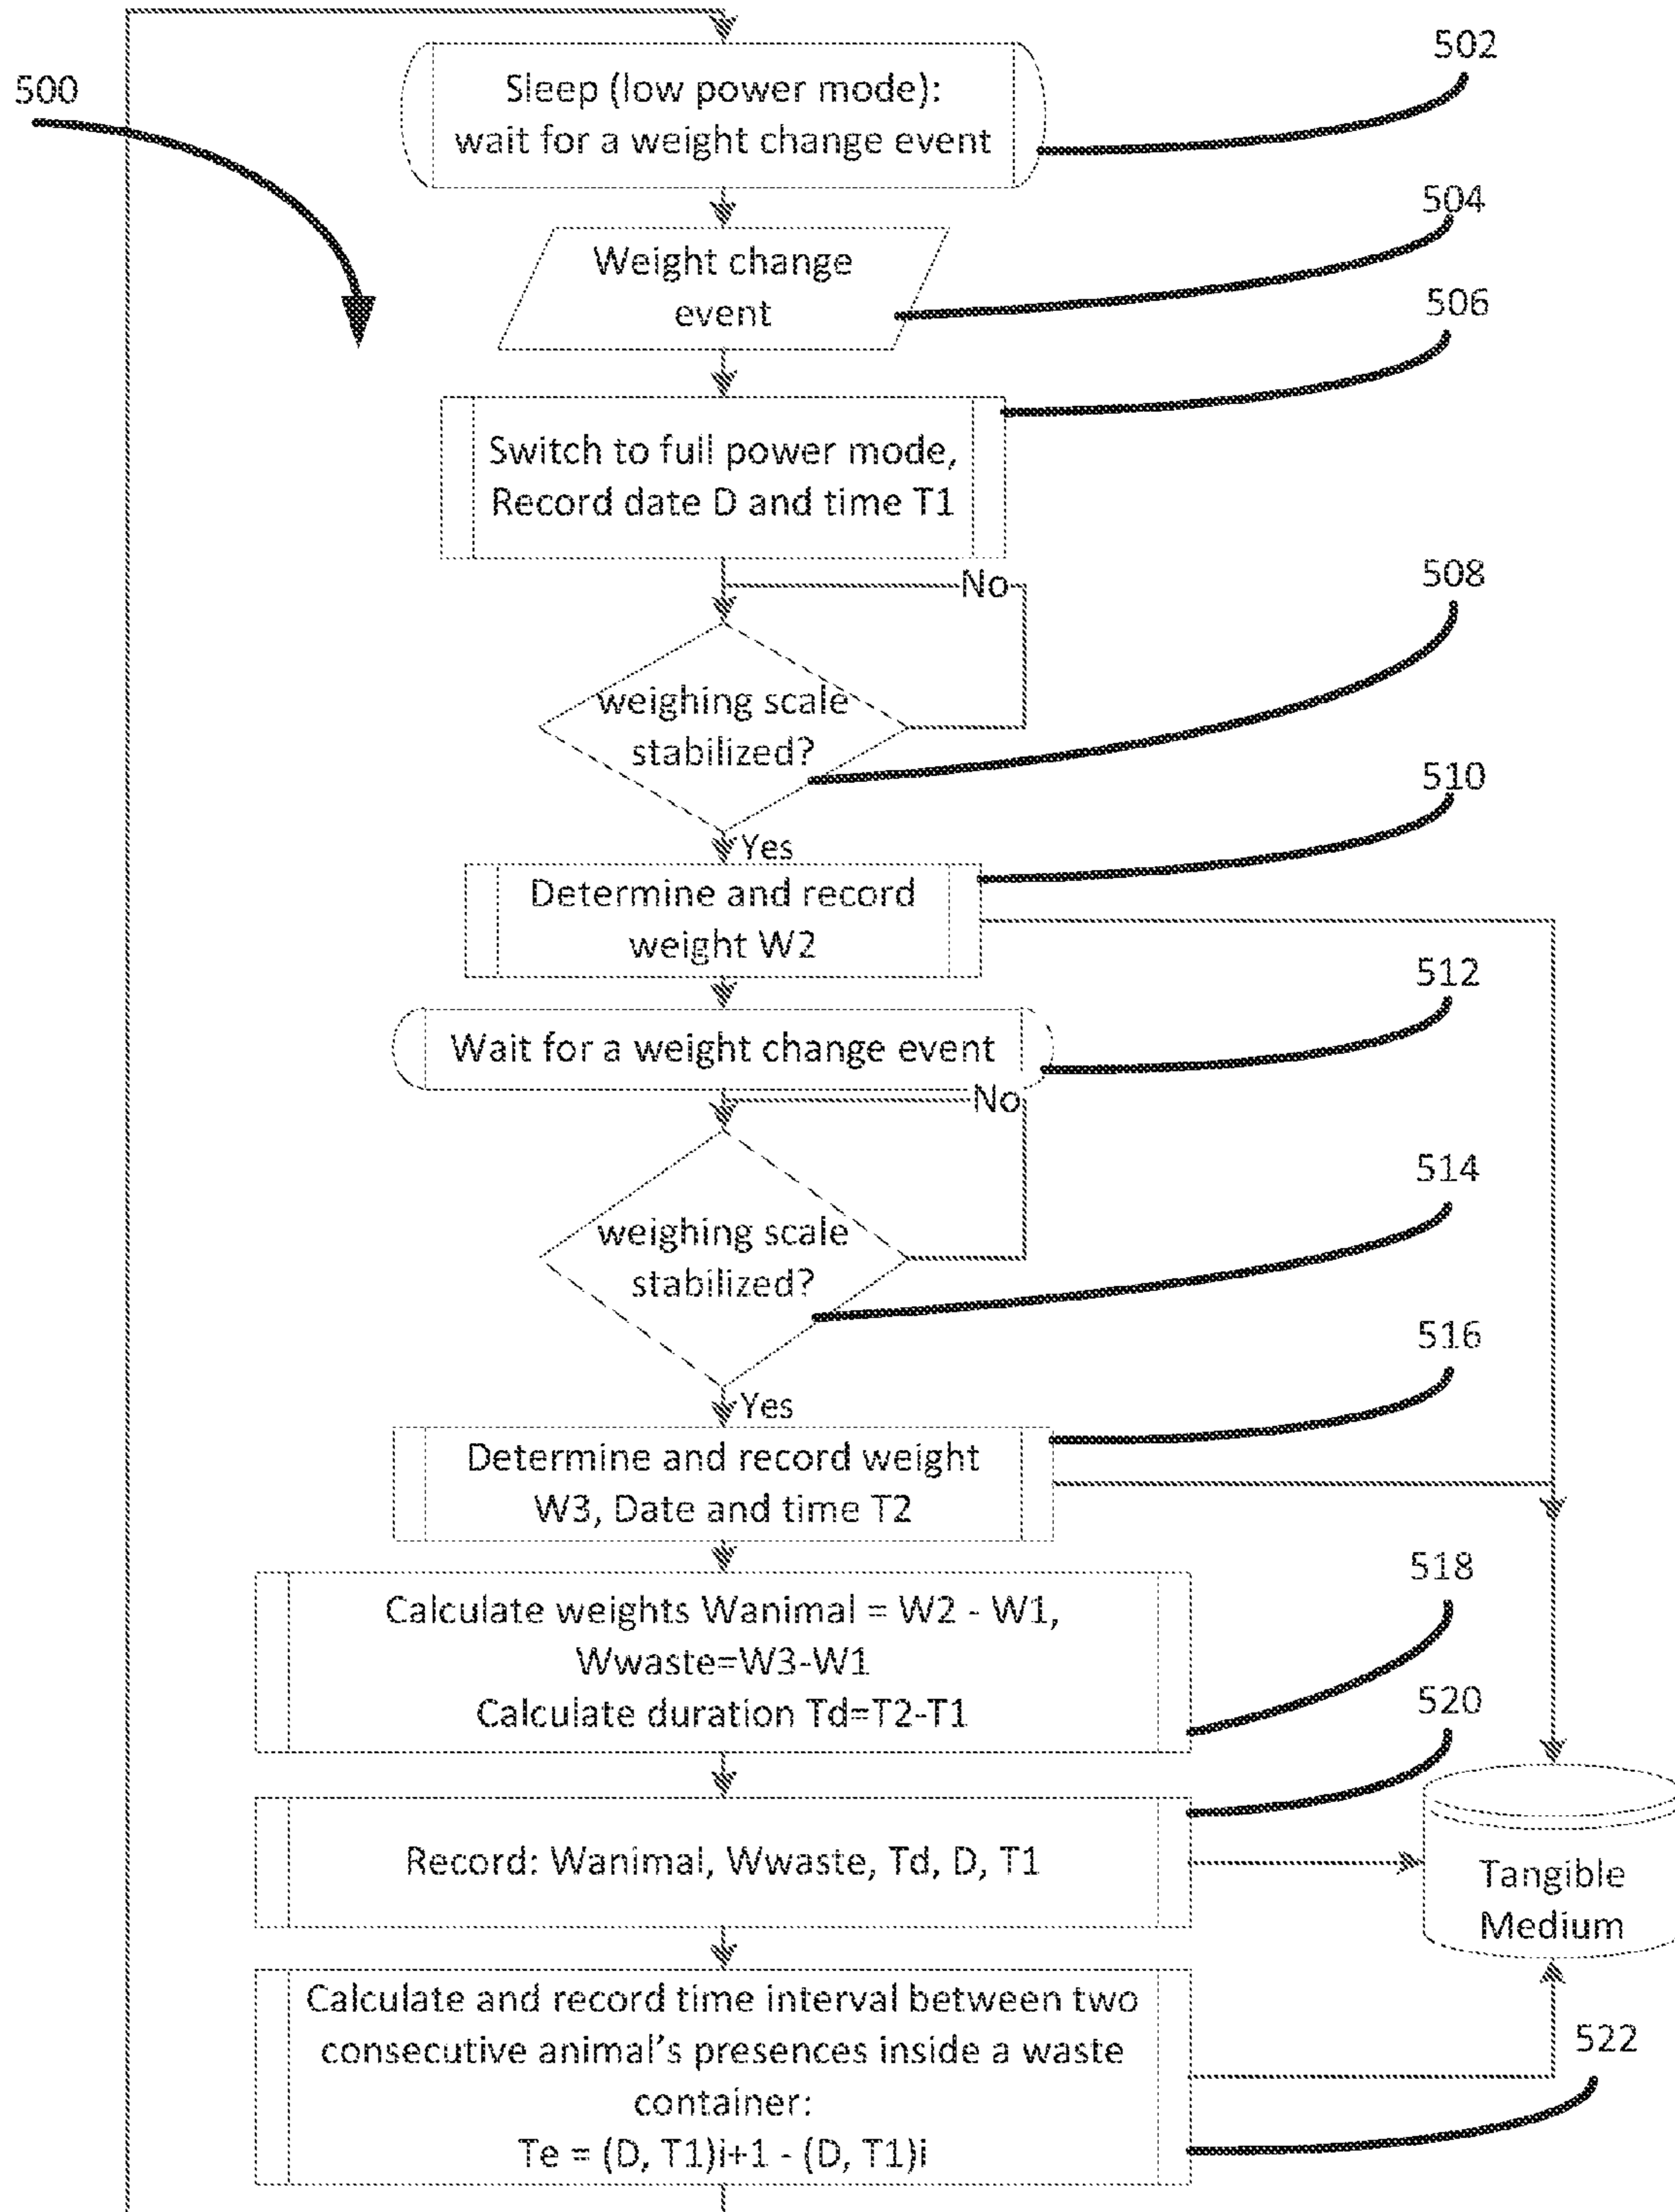 500
Sleep (low power mode):
wait for a weight change event
502
Weight change
event
504
Switch to full power mode,
Record date D and time T1
506
No
weighing scale
stabilized?
508
Yes
Determine and record
weight W2
510
Wait for a weight change event
512
No
weighing scale
stabilized?
514
Yes
Determine and record weight
W3, Date and time T2
516
Calculate weights Wanimal = W2 - W1,
Wwaste=W3-W1
Calculate duration Td=T2-T1
518
Record: Wanimal, Wwaste, Td, D, T1
520
Tangible
Medium
Calculate and record time interval between two
consecutive animal's presences inside a waste
container:
Te = (D, T1)i+1 - (D, T1)i
522